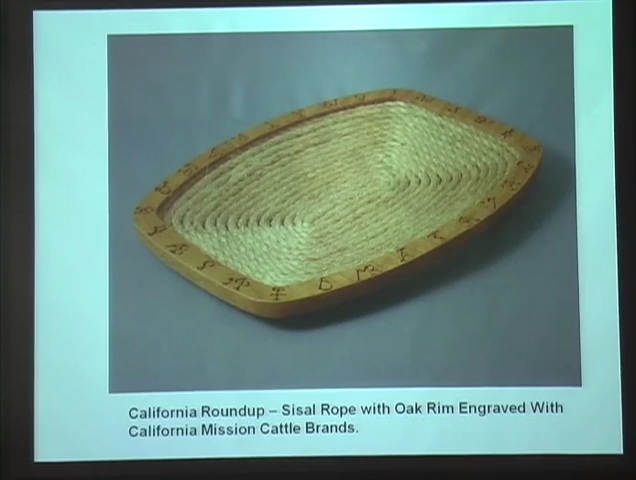 California Roundup – Sisal Rope with Oak Rim Engraved With
California Mission Cattle Brands.